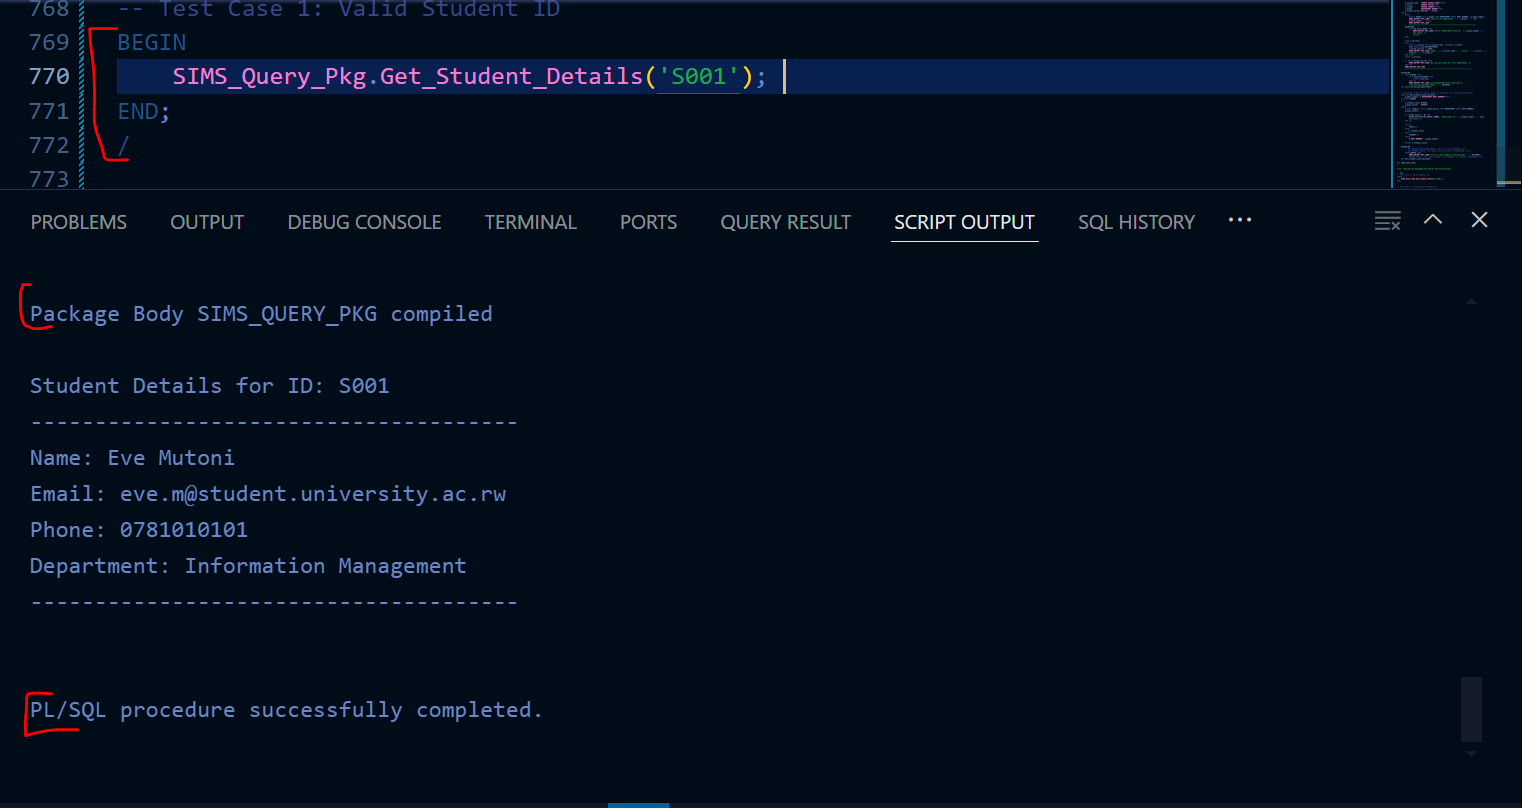 768 -- Test Case 1: Valid Student ID
769 BEGIN
770 SIMS_Query_Pkg.Get_Student_Details('S001');
771 END;
772 /
773
PROBLEMS OUTPUT DEBUG CONSOLE TERMINAL PORTS QUERY RESULT SCRIPT OUTPUT SQL HISTORY ···
Package Body SIMS_QUERY_PKG compiled
Student Details for ID: S001
--------------------------------------
Name: Eve Mutoni
Email: eve.m@student.university.ac.rw
Phone: 0781010101
Department: Information Management
--------------------------------------
PL/SQL procedure successfully completed.